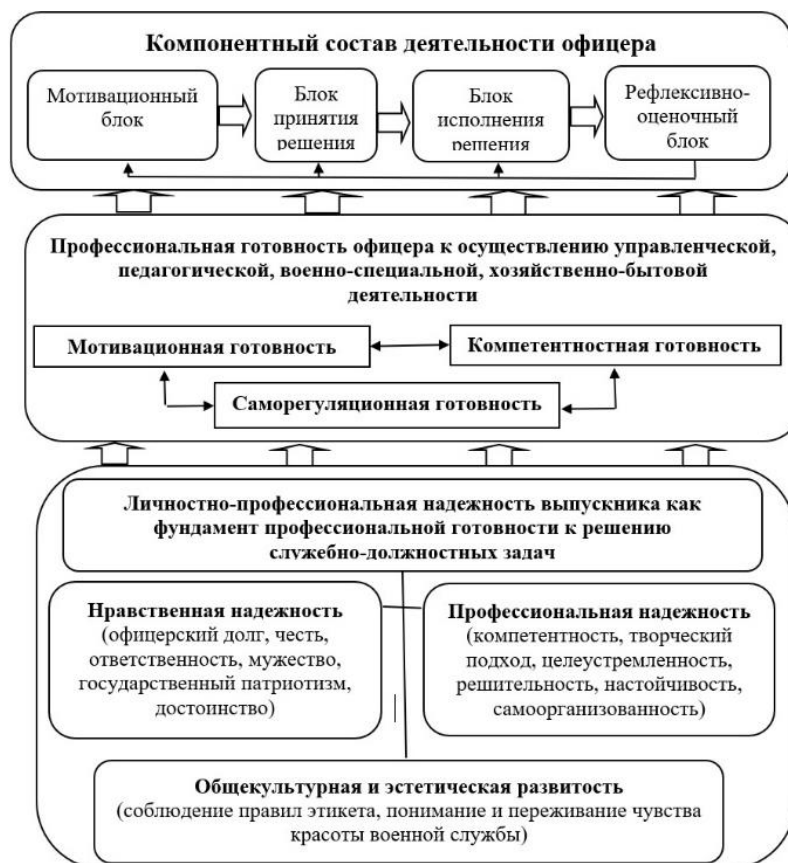 Компонентный состав деятельности офицера
Мотивационный
блок
Блок
принятия
решения
Блок
исполнения
решения
Рефлексивно-
оценочный
блок
Профессиональная готовность офицера к осуществлению управленческой,
педагогической, военно-специальной, хозяйственно-бытовой
деятельности
Мотивационная готовность
Компетентностная готовность
Саморегуляционная готовность
Личностно-профессиональная надежность выпускника как
фундамент профессиональной готовности к решению
служебно-должностных задач
Нравственная надежность
(офицерский долг, честь,
ответственность, мужество,
государственный патриотизм,
достоинство)
Профессиональная надежность
(компетентность, творческий
подход, целеустремленность,
решительность, настойчивость,
самоорганизованность)
Общекультурная и эстетическая развитость
(соблюдение правил этикета, понимание и переживание чувства
красоты военной службы)